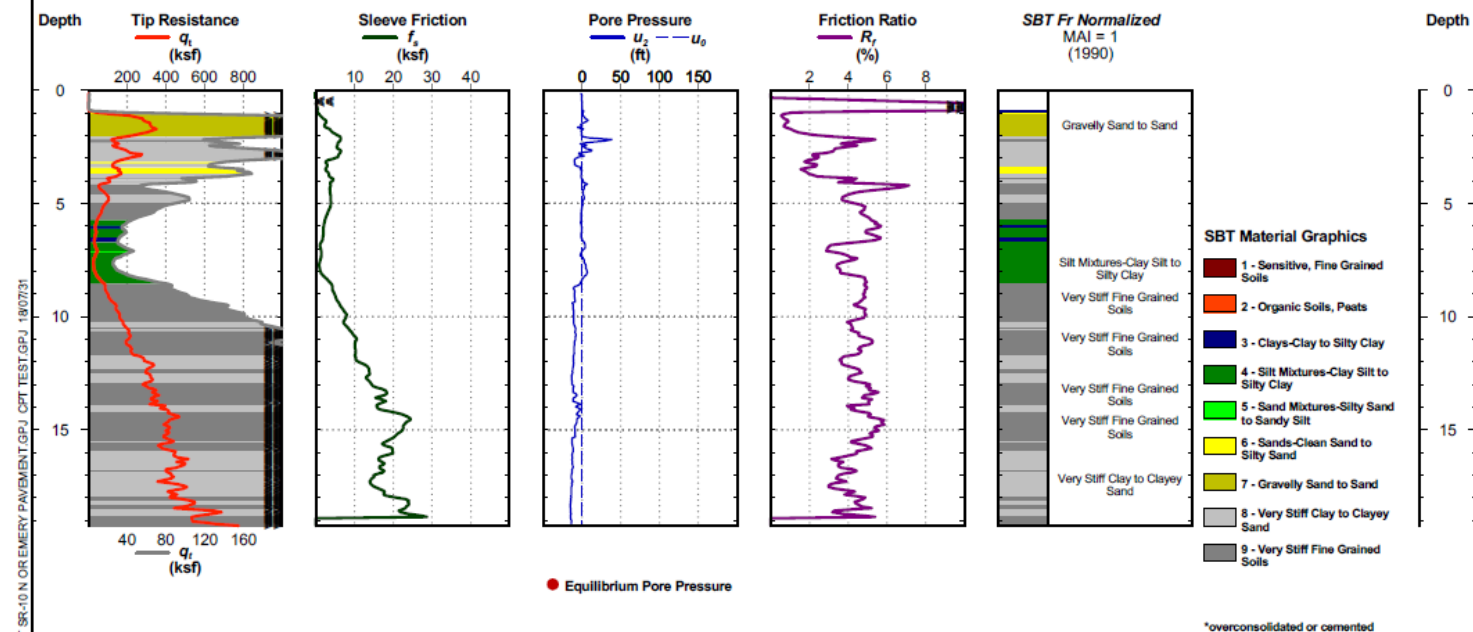 Depth
Tip Resistance
qt
(ksf)
200 400 600 800
Sleeve Friction
fs
(ksf)
10 20 30 40
Pore Pressure
u2 u0
(ft)
0 50 100 150
Friction Ratio
Rf
(%)
2 4 6 8
SBT Fr Normalized
MAI = 1
(1990)
Depth
0
5
10
15
40 80 120 160
qt
(ksf)
Gravelly Sand to Sand
Silt Mixtures-Clay Silt to
Silty Clay
Very Stiff Fine Grained
Soils
Very Stiff Fine Grained
Soils
Very Stiff Fine Grained
Soils
Very Stiff Fine Grained
Soils
Very Stiff Clay to Clayey
Sand
SBT Material Graphics
1 - Sensitive, Fine Grained
Soils
2 - Organic Soils, Peats
3 - Clays-Clay to Silty Clay
4 - Silt Mixtures-Clay Silt to
Silty Clay
5 - Sand Mixtures-Silty Sand
to Sandy Silt
6 - Sands-Clean Sand to
Silty Sand
7 - Gravelly Sand to Sand
8 - Very Stiff Clay to Clayey
Sand
9 - Very Stiff Fine Grained
Soils
0
5
10
15
Equilibrium Pore Pressure
*overconsolidated or cemented
SR-10 N OR EMERY PAVEMENT.GPJ CPT TEST.GPJ 18/07/31